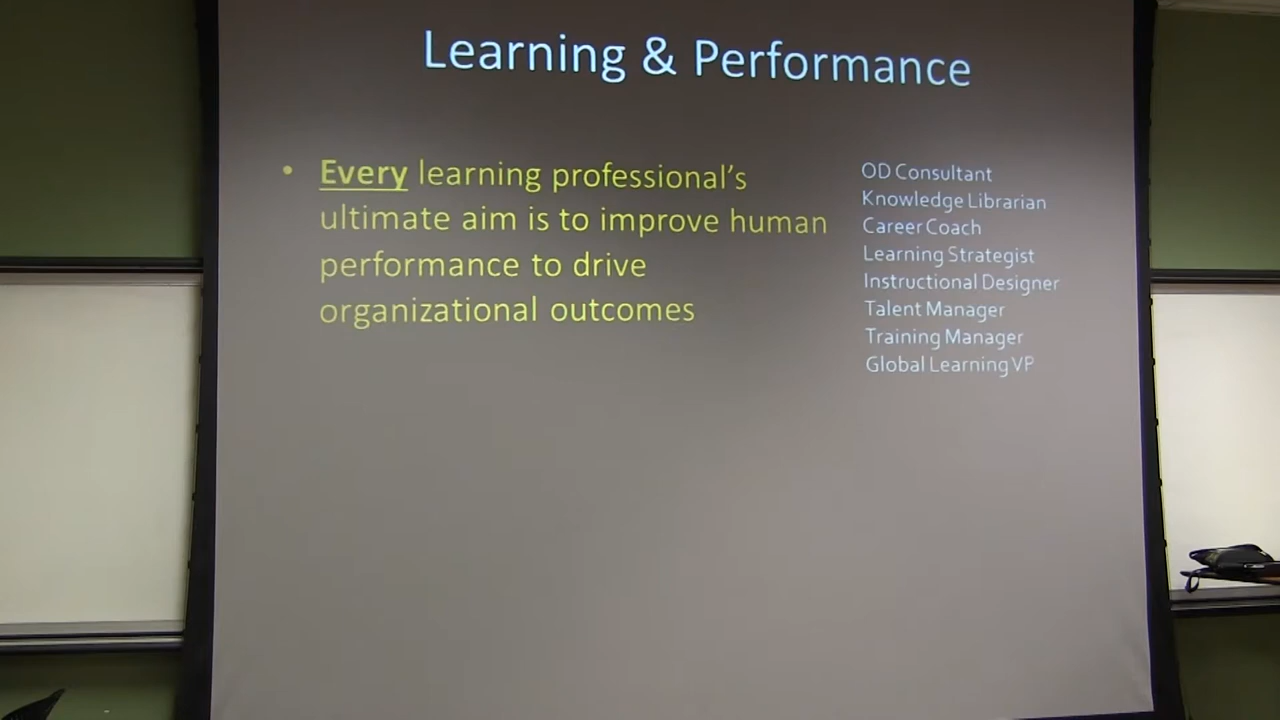 Learning & Performance
• Every learning professional's
ultimate aim is to improve human
performance to drive
organizational outcomes
OD Consultant
Knowledge Librarian
Career Coach
Learning Strategist
Instructional Designer
Talent Manager
Training Manager
Global Learning VP